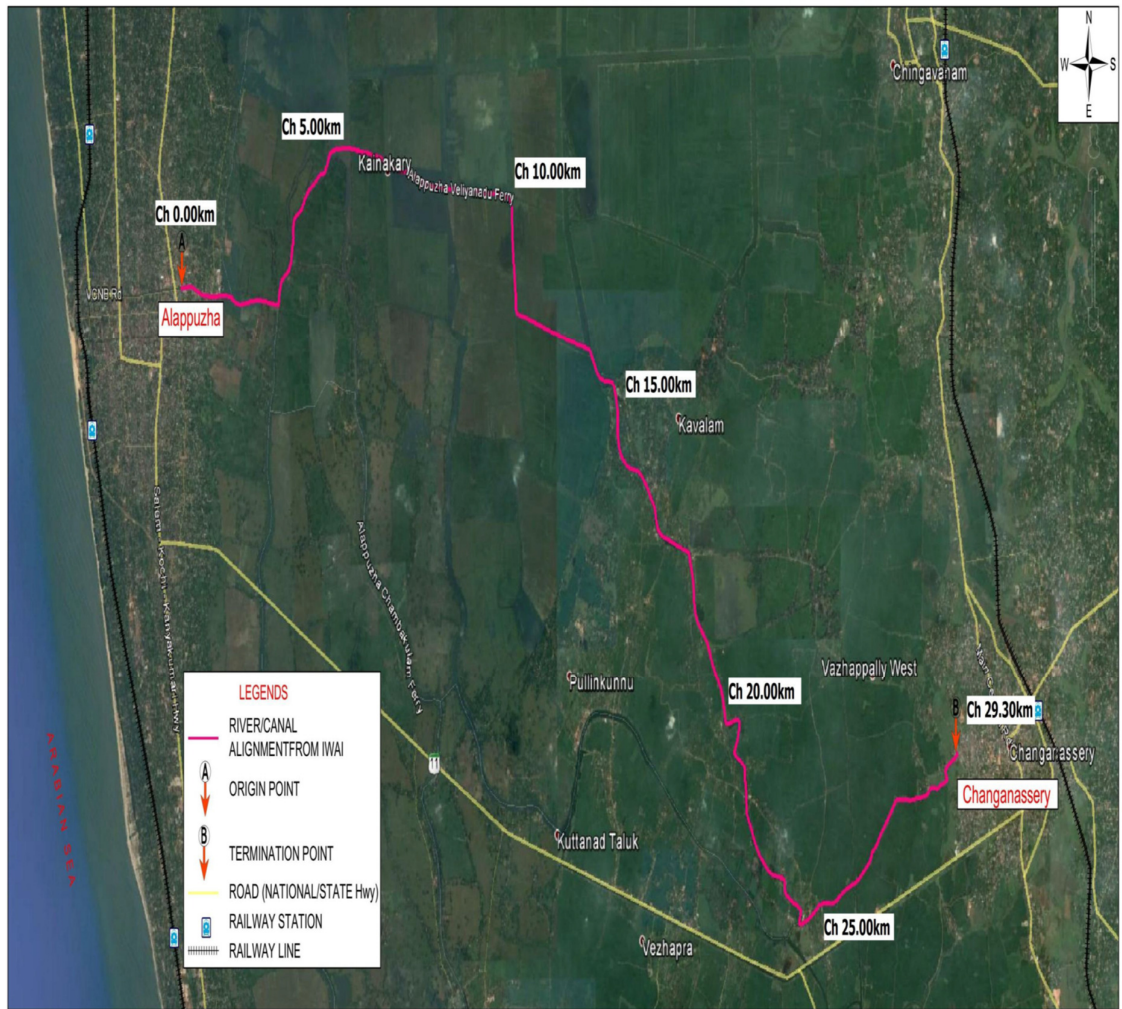 N
W
S
E
Chingavanam
Ch 5.00km
Kainakary
Alappuzha Veliyanadu Ferry
Ch 10.00km
Ch 0.00km
A
VCNB Rd
Alappuzha
Ch 15.00km
Kavalam
Alappuzha Chambakulam Ferry
Pullinkunnu
Vazhappally West
Ch 20.00km
Ch 29.30km
B
Changanassery
Changanassery
11
Kuttanad Taluk
Ch 25.00km
Vezhapra
ARABIAN SEA
LEGENDS
RIVER/CANAL
ALIGNMENTFROM IWAI
A
ORIGIN POINT
B
TERMINATION POINT
ROAD (NATIONAL/STATE Hwy)
RAILWAY STATION
RAILWAY LINE